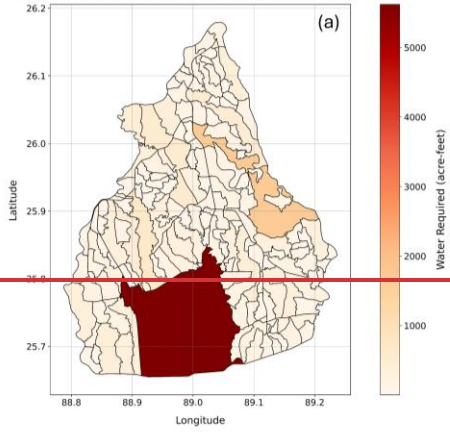 (a)
26.2
26.1
26.0
25.9
25.8
25.7
88.8 88.9 89.0 89.1 89.2
Longitude
Latitude
5000
4000
3000
2000
1000
Water Required (acre-feet)